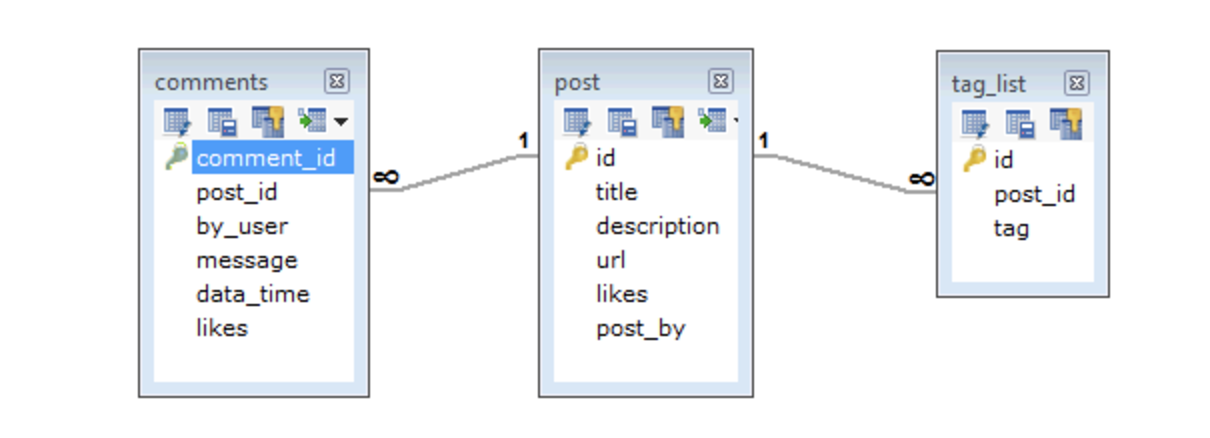 comments
comment_id
post_id
by_user
message
data_time
likes
∞
1
post
id
title
description
url
likes
post_by
1
∞
tag_list
id
post_id
tag